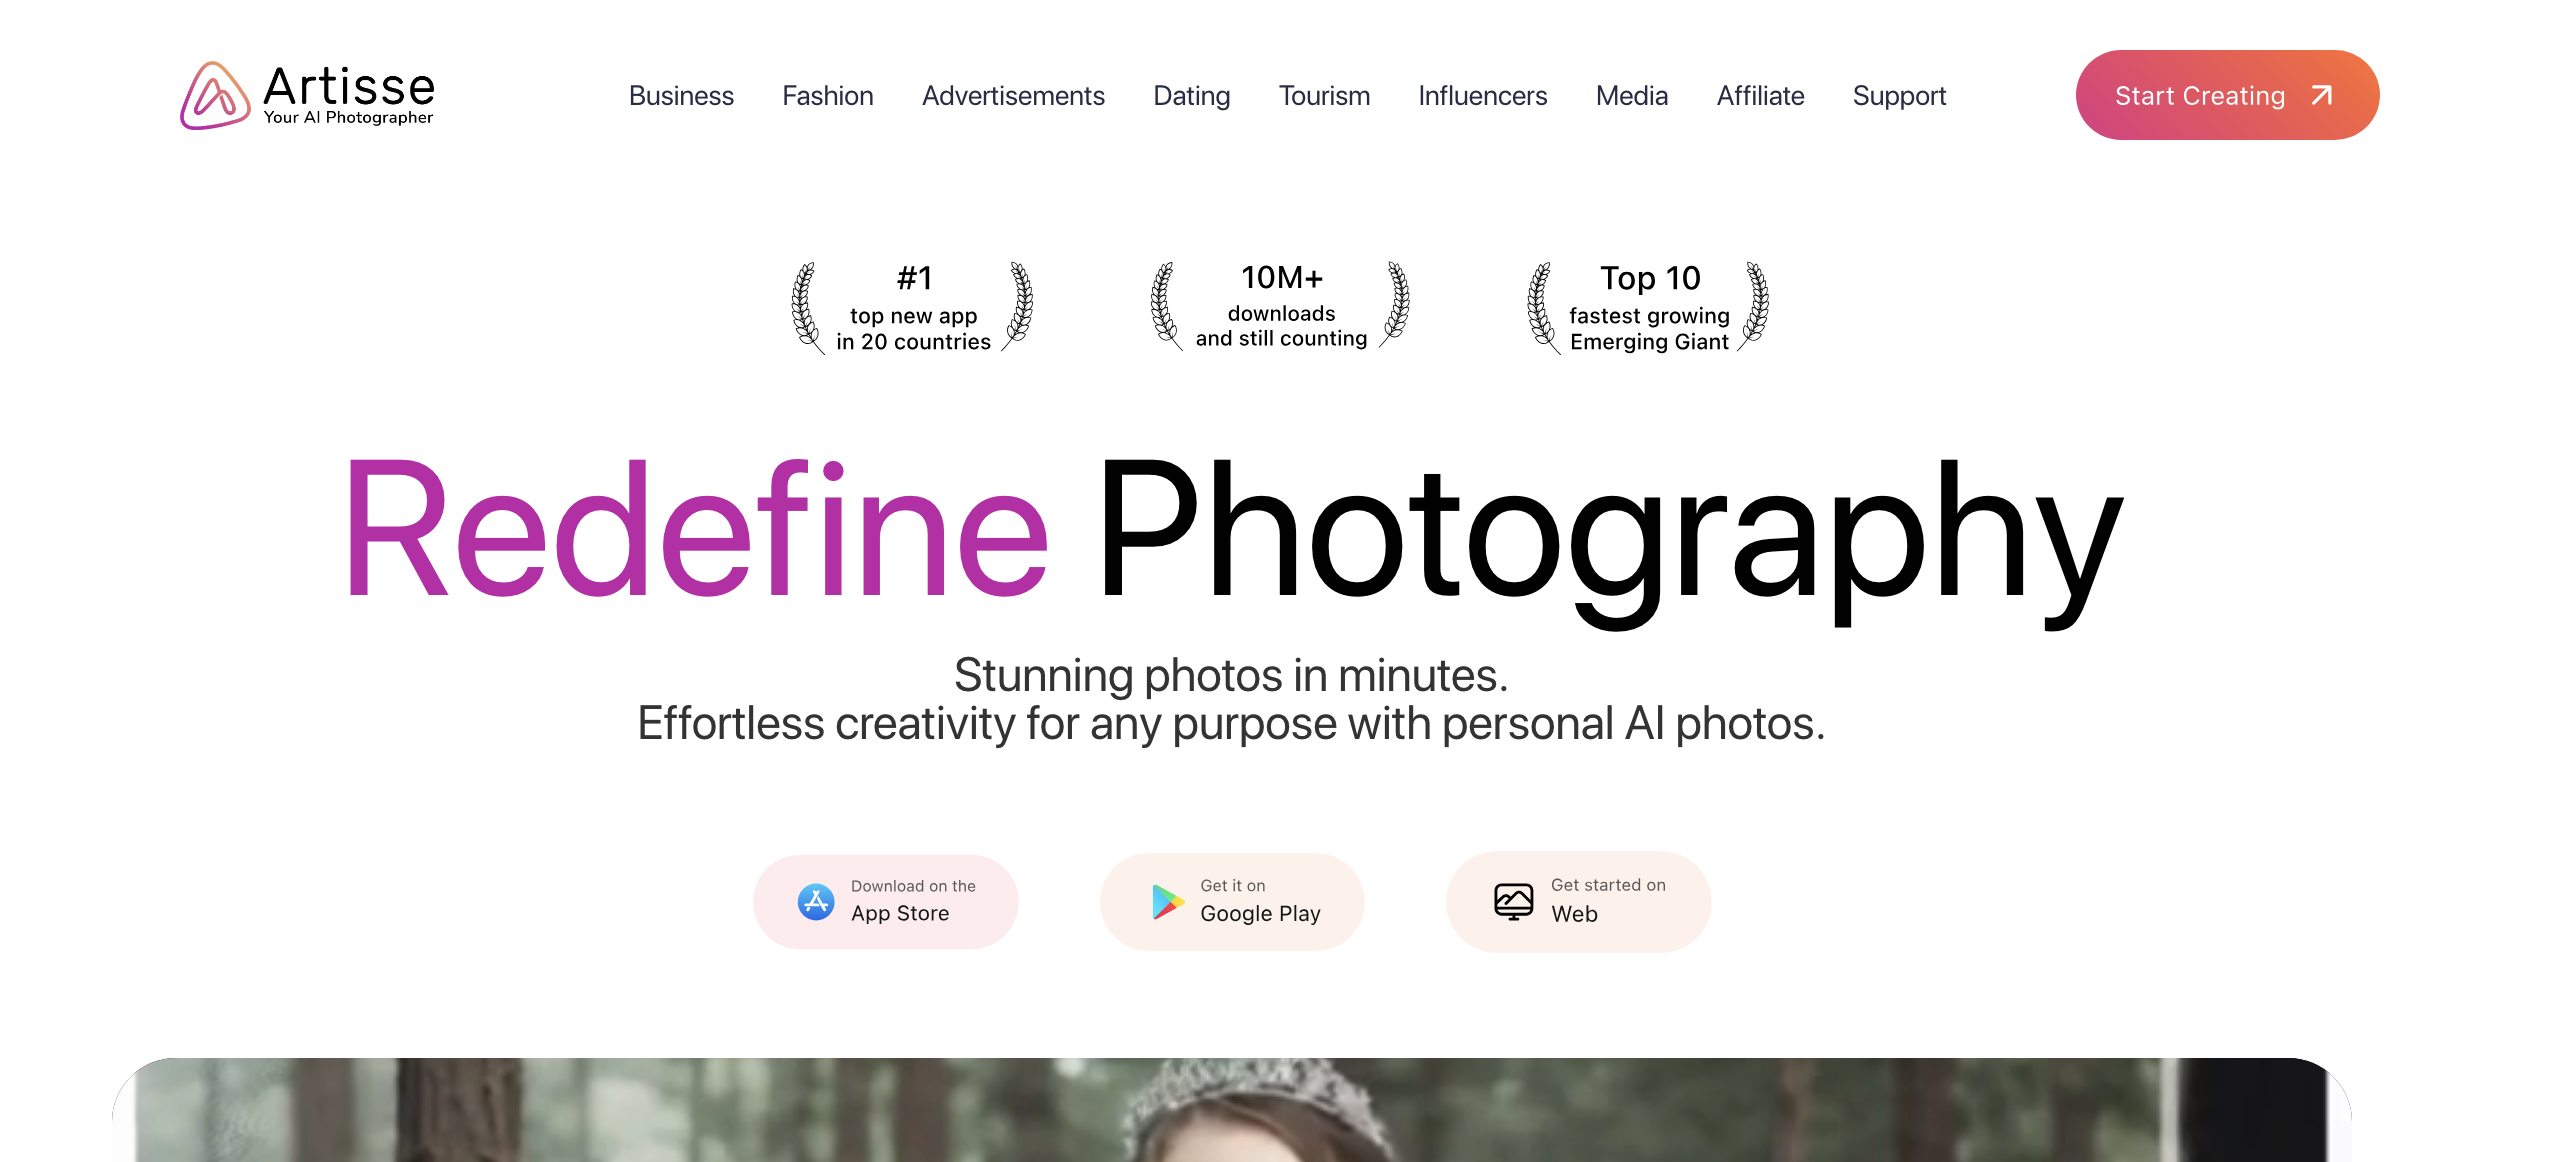 Artisse
Your AI Photographer
Business
Fashion
Advertisements
Dating
Tourism
Influencers
Media
Affiliate
Support
Start Creating
#1
top new app
in 20 countries
10M+
downloads
and still counting
Top 10
fastest growing
Emerging Giant
Redefine Photography
Stunning photos in minutes.
Effortless creativity for any purpose with personal AI photos.
Download on the
App Store
Get it on
Google Play
Get started on
Web